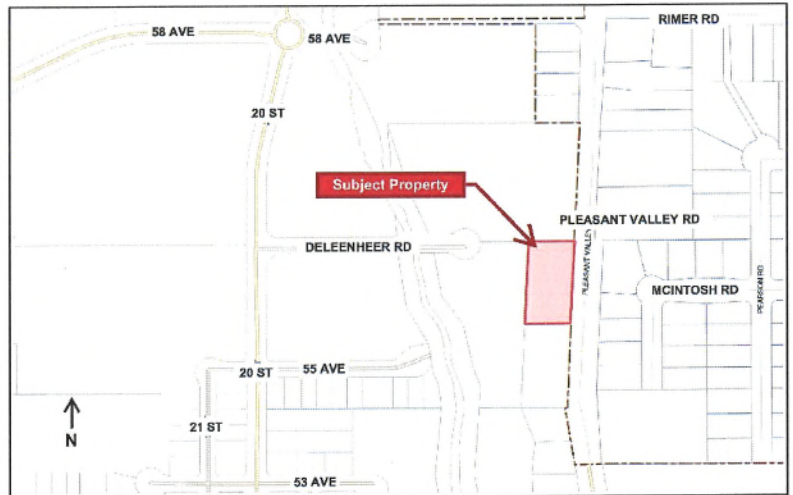 RIMER RD
58 AVE
58 AVE
20 ST
Subject Property
PLEASANT VALLEY RD
DELEENHEER RD
PLEASANT VALLEY
MCINTOSH RD
PEARSON RD
55 AVE
20 ST
21 ST
N
53 AVE